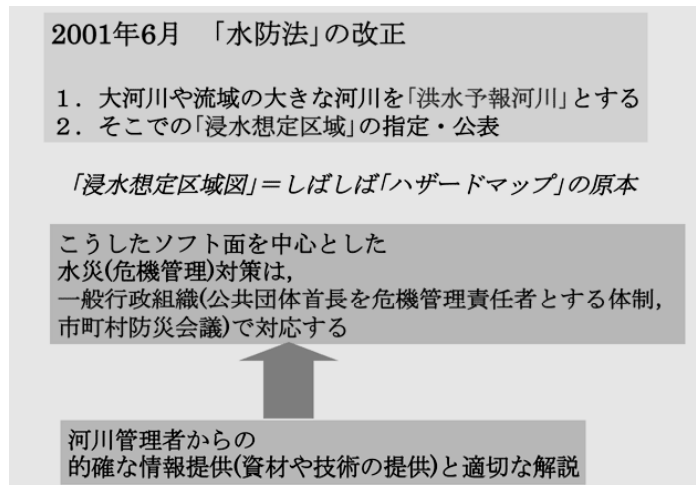 2001年6月　「水防法」の改正
１．大河川や流域の大きな河川を「洪水予報河川」とする
２．そこでの「浸水想定区域」の指定・公表
「浸水想定区域図」＝しばしば「ハザードマップ」の原本
こうしたソフト面を中心とした
水災(危機管理)対策は,
一般行政組織(公共団体首長を危機管理責任者とする体制,
市町村防災会議)で対応する
河川管理者からの
的確な情報提供(資材や技術の提供)と適切な解説